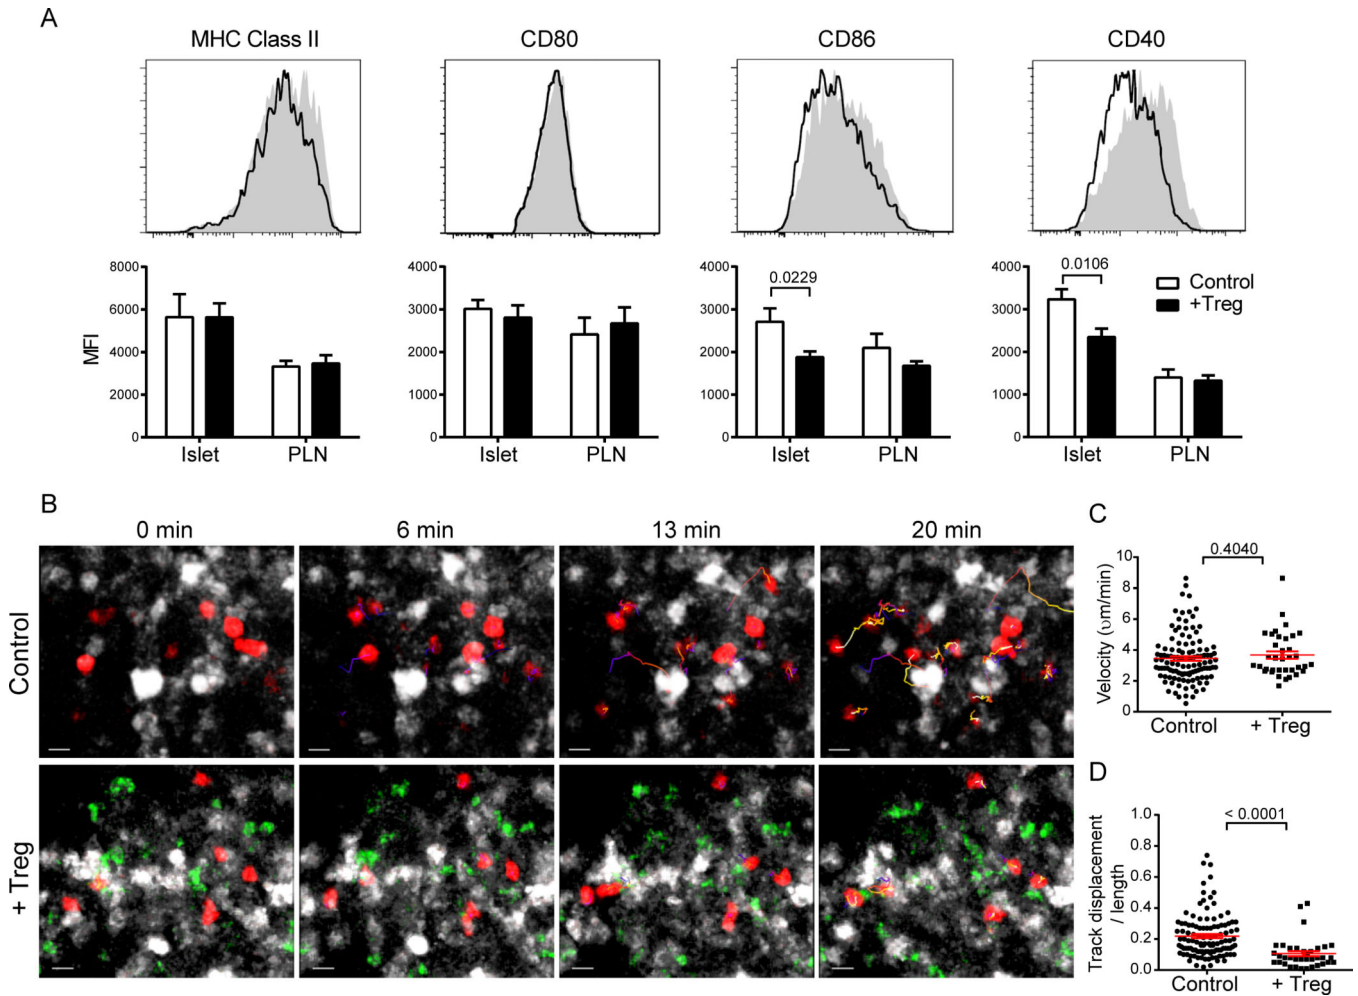 A
MHC Class II
CD80
CD86
CD40
MFI
8000
6000
4000
2000
0
Islet
PLN
4000
3000
2000
1000
0
Islet
PLN
4000
3000
2000
1000
0
0.0229
Islet
PLN
4000
3000
2000
1000
0
0.0106
Islet
PLN
Control
+Treg
B
0 min
6 min
13 min
20 min
Control
+ Treg
C
Velocity (υm/min)
10
8
6
4
2
0
0.4040
Control
+ Treg
D
Track displacement
/ length
1.0
0.8
0.6
0.4
0.2
0.0
< 0.0001
Control
+ Treg